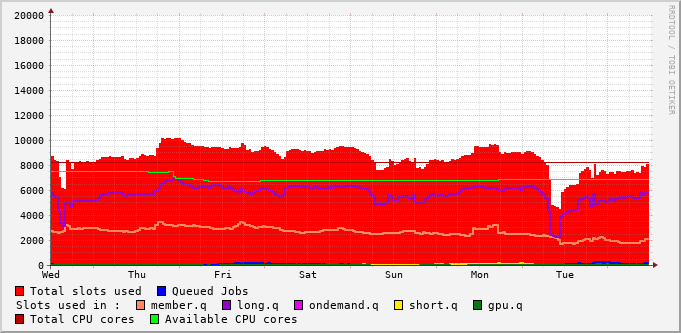 20000
18000
16000
14000
12000
10000
8000
6000
4000
2000
0
Wed Thu Fri Sat Sun Mon Tue
Total slots used Queued Jobs
Slots used in : member.q long.q ondemand.q short.q gpu.q
Total CPU cores Available CPU cores
RRDTOOL / TOBI OETIKER